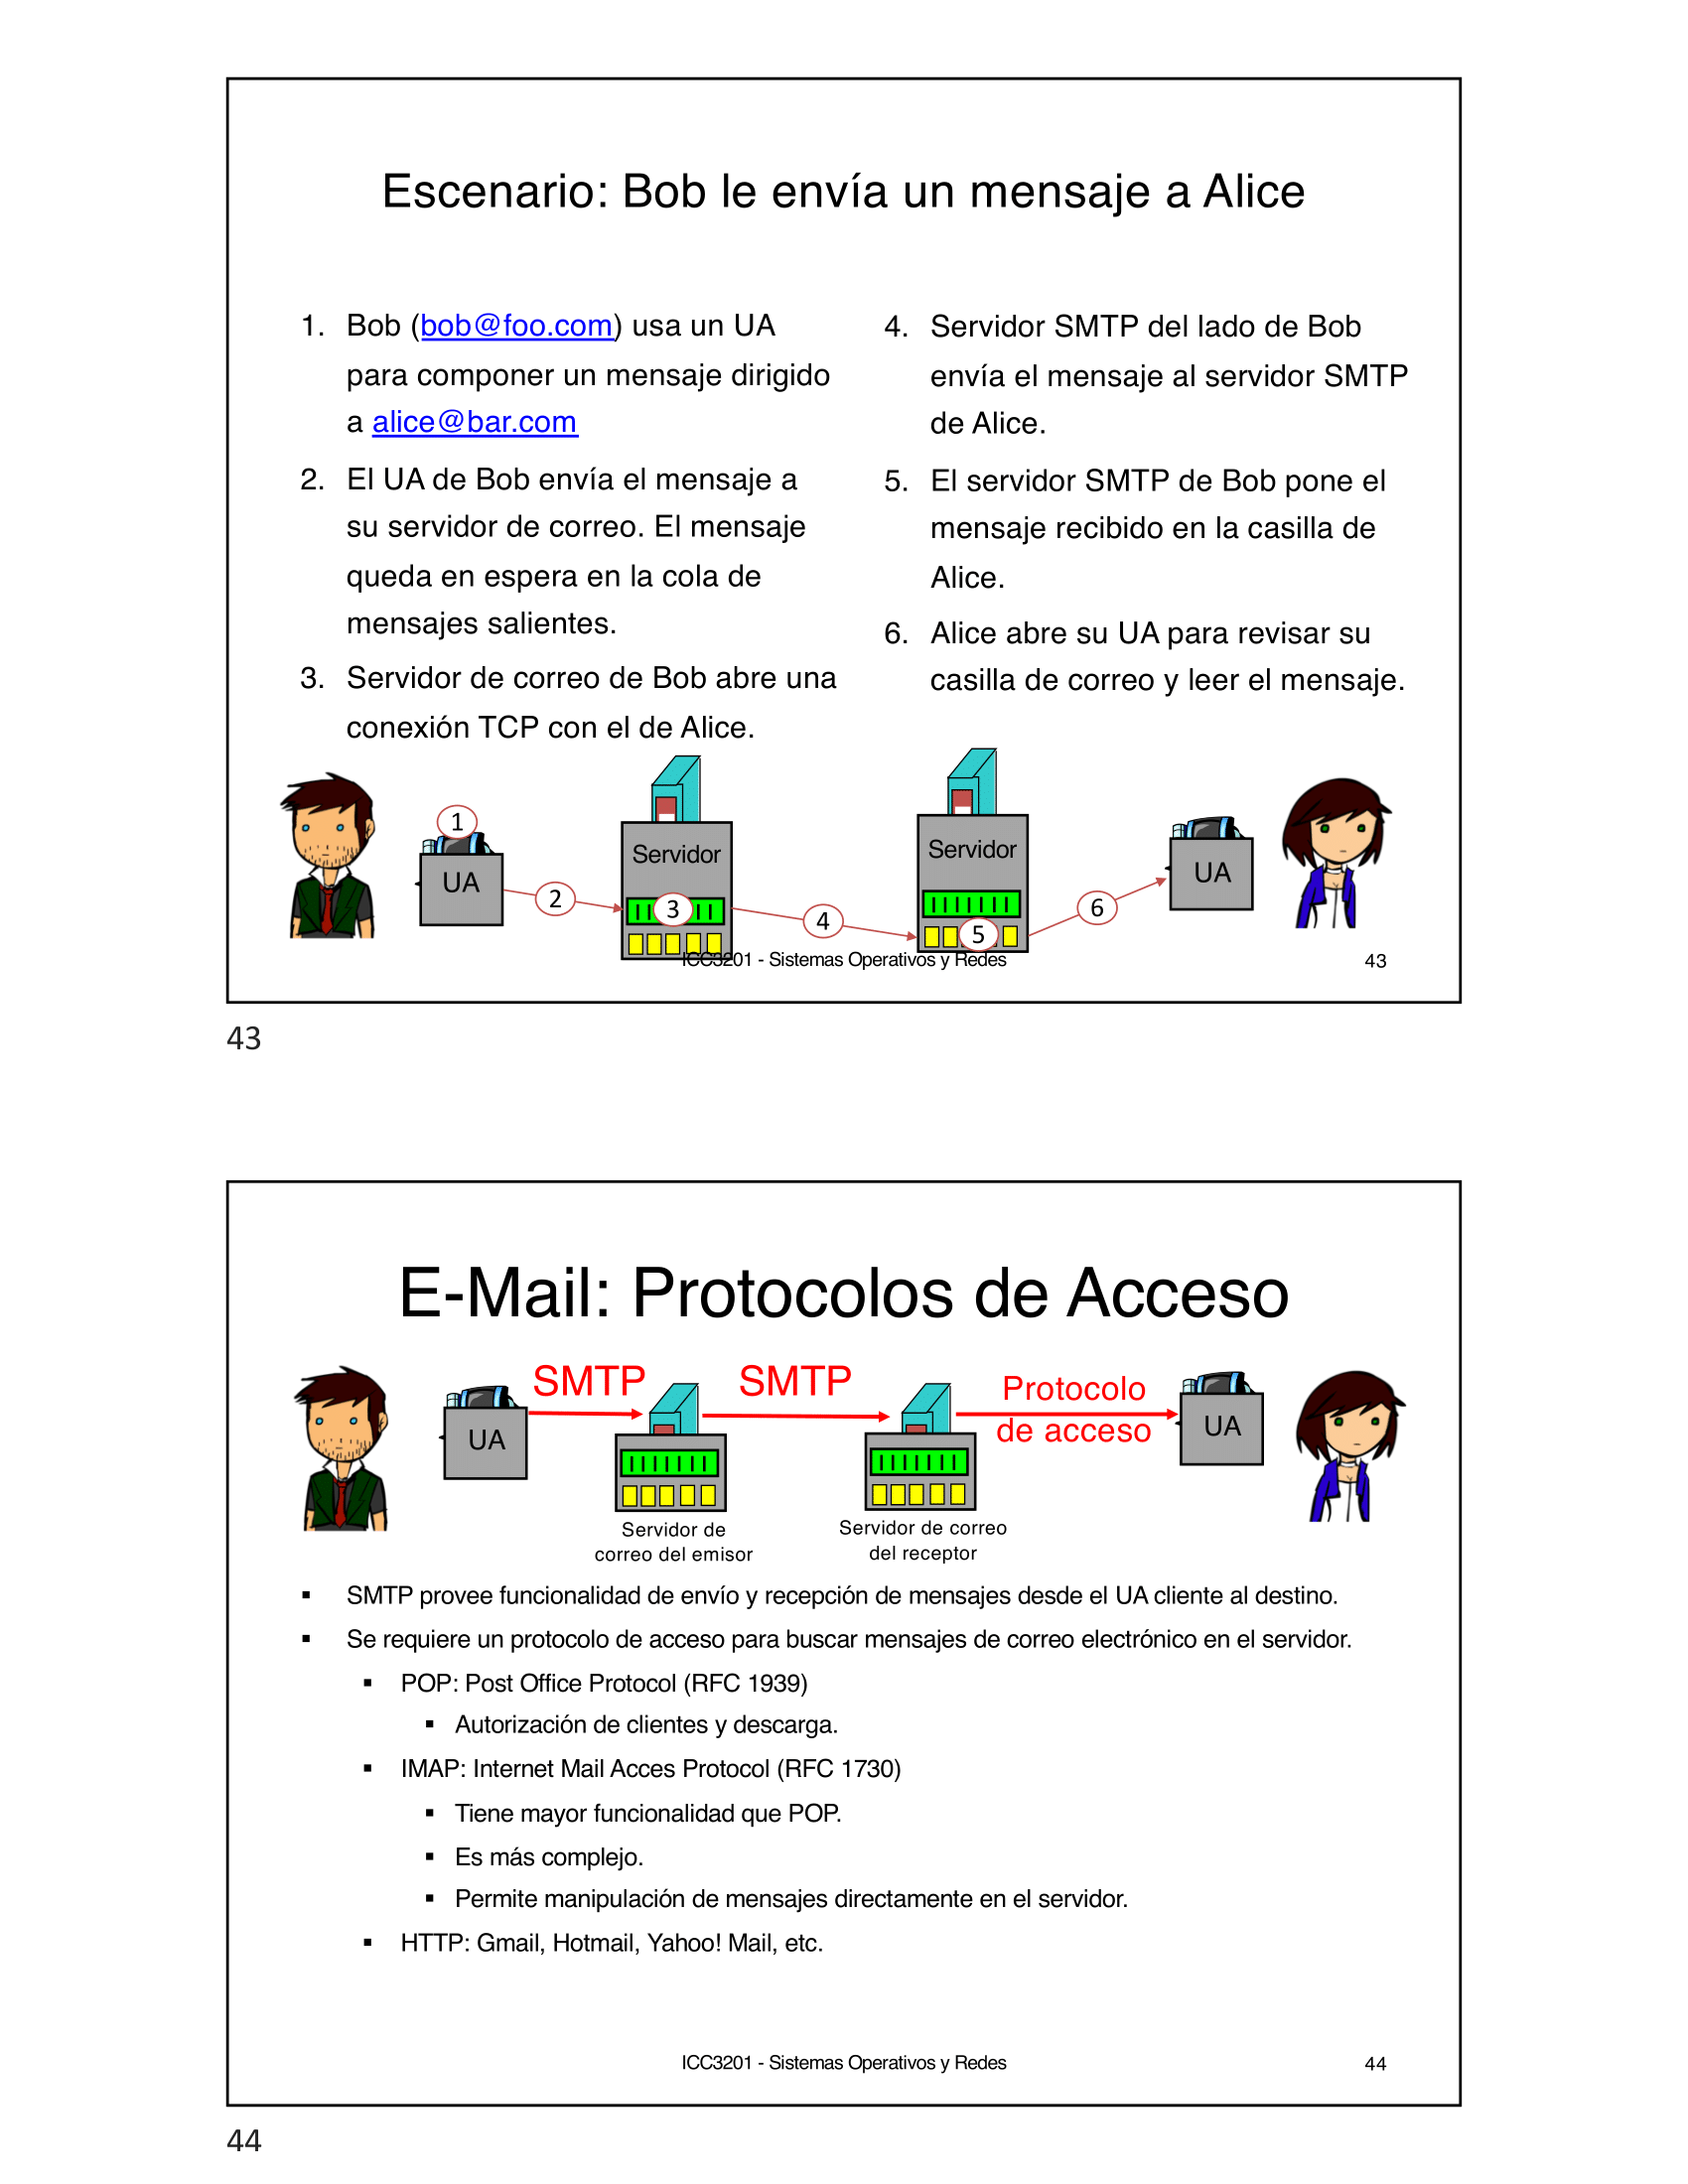 Escenario: Bob le envía un mensaje a Alice
1. Bob (bob@foo.com) usa un UA
para componer un mensaje dirigido
a alice@bar.com
2. El UA de Bob envía el mensaje a
su servidor de correo. El mensaje
queda en espera en la cola de
mensajes salientes.
3. Servidor de correo de Bob abre una
conexión TCP con el de Alice.
4. Servidor SMTP del lado de Bob
envía el mensaje al servidor SMTP
de Alice.
5. El servidor SMTP de Bob pone el
mensaje recibido en la casilla de
Alice.
6. Alice abre su UA para revisar su
casilla de correo y leer el mensaje.
1
UA
2
Servidor
3
4
Servidor
5
6
UA
ICC3201 - Sistemas Operativos y Redes
43
43
E-Mail: Protocolos de Acceso
UA
SMTP
SMTP
Protocolo
de acceso
UA
Servidor de
correo del emisor
Servidor de correo
del receptor
▪ SMTP provee funcionalidad de envío y recepción de mensajes desde el UA cliente al destino.
▪ Se requiere un protocolo de acceso para buscar mensajes de correo electrónico en el servidor.
▪ POP: Post Office Protocol (RFC 1939)
▪ Autorización de clientes y descarga.
▪ IMAP: Internet Mail Acces Protocol (RFC 1730)
▪ Tiene mayor funcionalidad que POP.
▪ Es más complejo.
▪ Permite manipulación de mensajes directamente en el servidor.
▪ HTTP: Gmail, Hotmail, Yahoo! Mail, etc.
ICC3201 - Sistemas Operativos y Redes
44
44